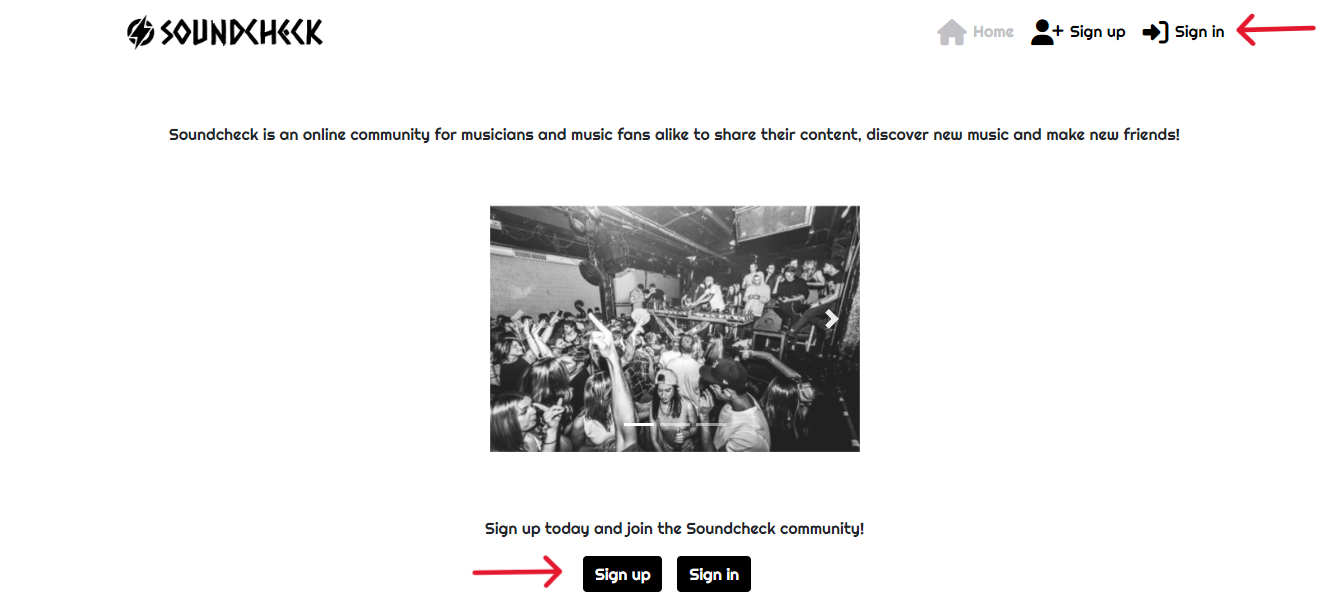 SOUNDCHECK
Home Sign up Sign in
Soundcheck is an online community for musicians and music fans alike to share their content, discover new music and make new friends!
Sign up today and join the Soundcheck community!
Sign up Sign in